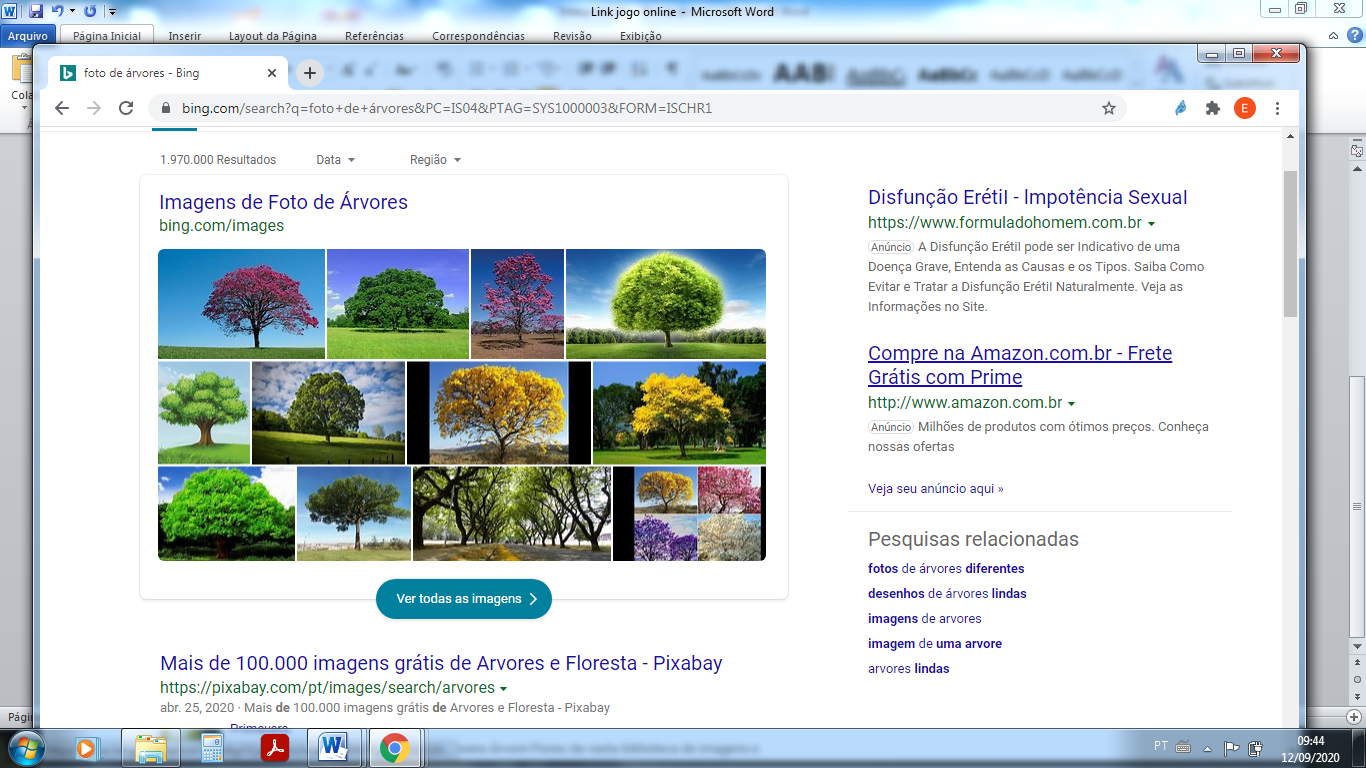 Link jogo online - Microsoft Word
Arquivo
Página Inicial
Inserir
Layout da Página
Referências
Correspondências
Revisão
Exibição
foto de árvores - Bing
bing.com/search?q=foto+de+árvores&PC=IS04&PTAG=SYS1000003&FORM=ISCHR1
E
1.970.000 Resultados
Data
Região
Imagens de Foto de Árvores
bing.com/images
Ver todas as imagens
Mais de 100.000 imagens grátis de Arvores e Floresta - Pixabay
https://pixabay.com/pt/images/search/arvores
abr. 25, 2020 · Mais de 100.000 imagens grátis de Arvores e Floresta - Pixabay
Primavera
Disfunção Erétil - Impotência Sexual
https://www.formuladohomem.com.br
Anúncio A Disfunção Erétil pode ser Indicativo de uma
Doença Grave, Entenda as Causas e os Tipos. Saiba Como
Evitar e Tratar a Disfunção Erétil Naturalmente. Veja as
Informações no Site.
Compre na Amazon.com.br - Frete
Grátis com Prime
http://www.amazon.com.br
Anúncio Milhões de produtos com ótimos preços. Conheça
nossas ofertas
Veja seu anúncio aqui »
Pesquisas relacionadas
fotos de árvores diferentes
desenhos de árvores lindas
imagens de arvores
imagem de uma arvore
arvores lindas
PT
09:44
12/09/2020